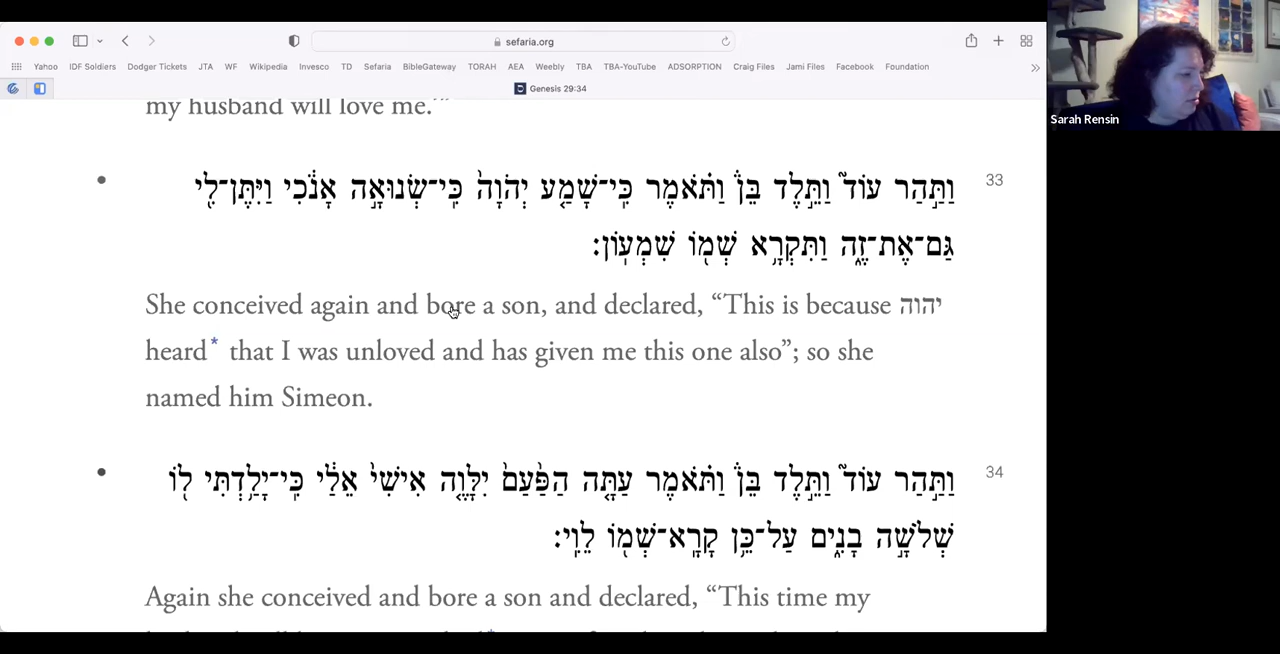 sefaria.org
Yahoo IDF Soldiers Dodger Tickets JTA WF Wikipedia Invesco TD Sefaria BibleGateway TORAH AEA Weebly TBA TBA-YouTube ADSORPTION Craig Files Jami Files Facebook Foundation
Genesis 29:34
Sarah Rensin
my husband will love me.’”
33
וַתַּ֣הַר עוֹד֮ וַתֵּ֣לֶד בֵּן֒ וַתֹּ֗אמֶר כִּֽי־שָׁמַ֤ע יְהֹוָה֙ כִּֽי־שְׂנוּאָ֣ה אָנֹ֔כִי וַיִּתֶּן־לִ֖י
גַּם־אֶת־זֶ֑ה וַתִּקְרָ֥א שְׁמ֖וֹ שִׁמְעֽוֹן׃
She conceived again and bore a son, and declared, “This is because יהוה
heard* that I was unloved and has given me this one also”; so she
named him Simeon.
34
וַתַּ֣הַר עוֹד֮ וַתֵּ֣לֶד בֵּן֒ וַתֹּ֗אמֶר עַתָּ֤ה הַפַּ֙עַם֙ יִלָּוֶ֤ה אִישִׁי֙ אֵלַ֔י כִּֽי־יָלַ֥דְתִּי ל֖וֹ
שְׁלֹשָׁ֣ה בָנִ֑ים עַל־כֵּ֥ן קָרָֽא־שְׁמ֖וֹ לֵוִֽי׃
Again she conceived and bore a son and declared, “This time my